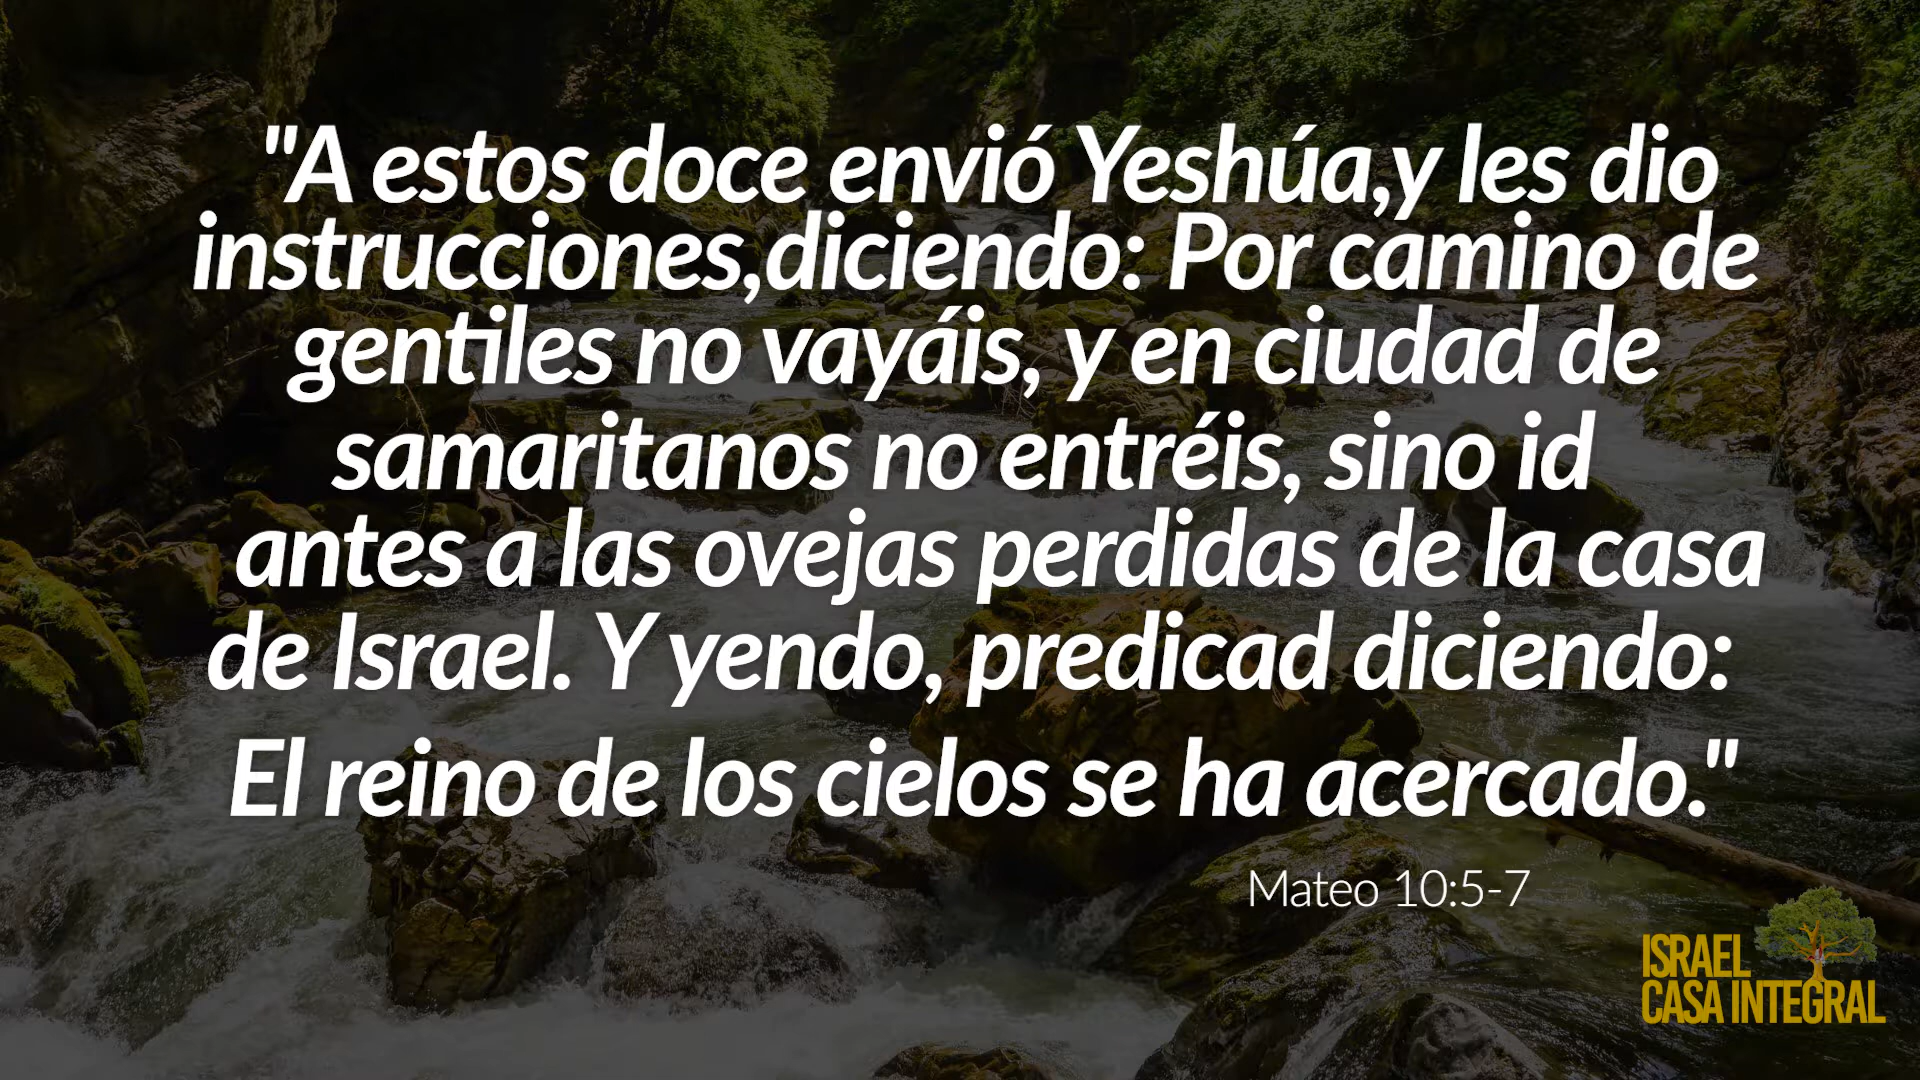 "A estos doce envió Yeshúa,y les dio
instrucciones,diciendo: Por camino de
gentiles no vayáis, y en ciudad de
samaritanos no entréis, sino id
antes a las ovejas perdidas de la casa
de Israel. Y yendo, predicad diciendo:
El reino de los cielos se ha acercado."
Mateo 10:5-7
ISRAEL
CASA INTEGRAL